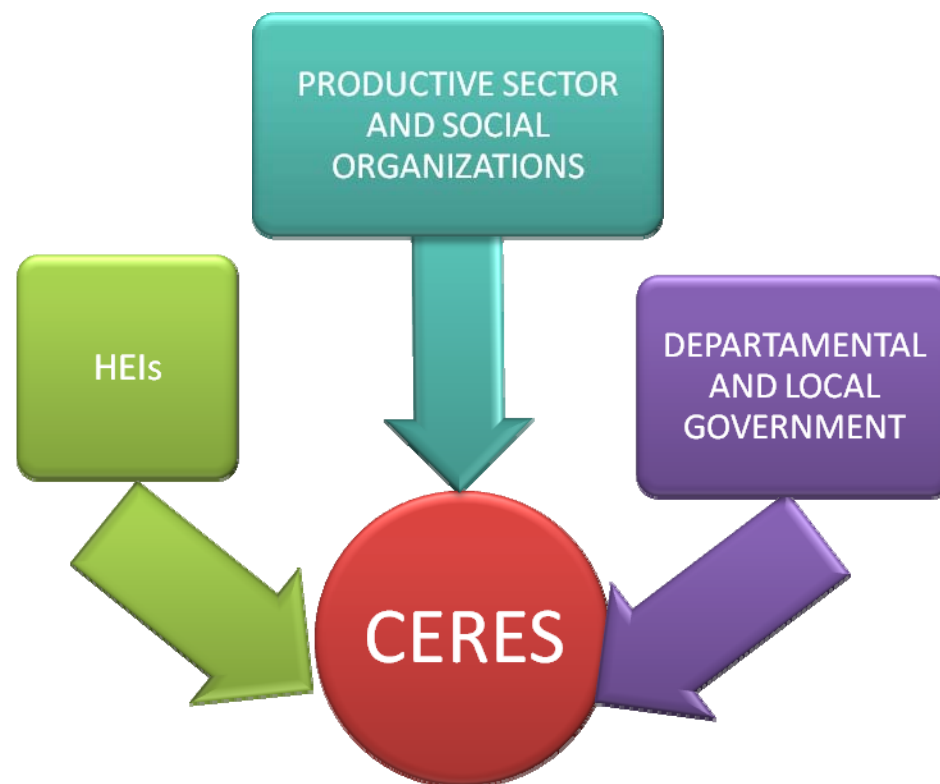 PRODUCTIVE SECTOR
AND SOCIAL
ORGANIZATIONS
HEIs
DEPARTAMENTAL
AND LOCAL
GOVERNMENT
CERES